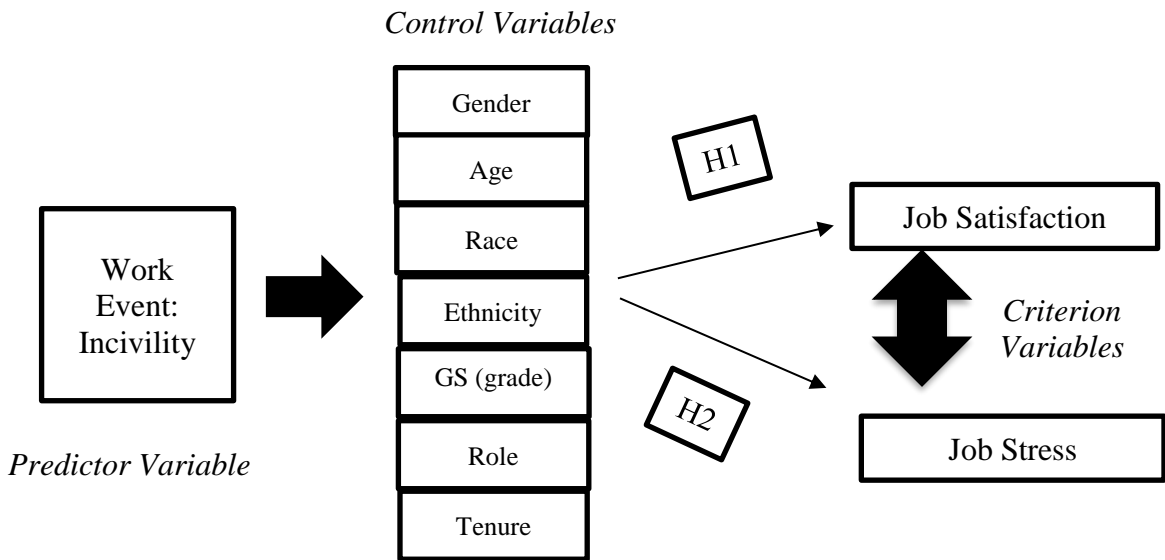 Control Variables
Gender
Age
Race
Ethnicity
GS (grade)
Role
Tenure
Work
Event:
Incivility
Predictor Variable
H1
H2
Job Satisfaction
Criterion
Variables
Job Stress